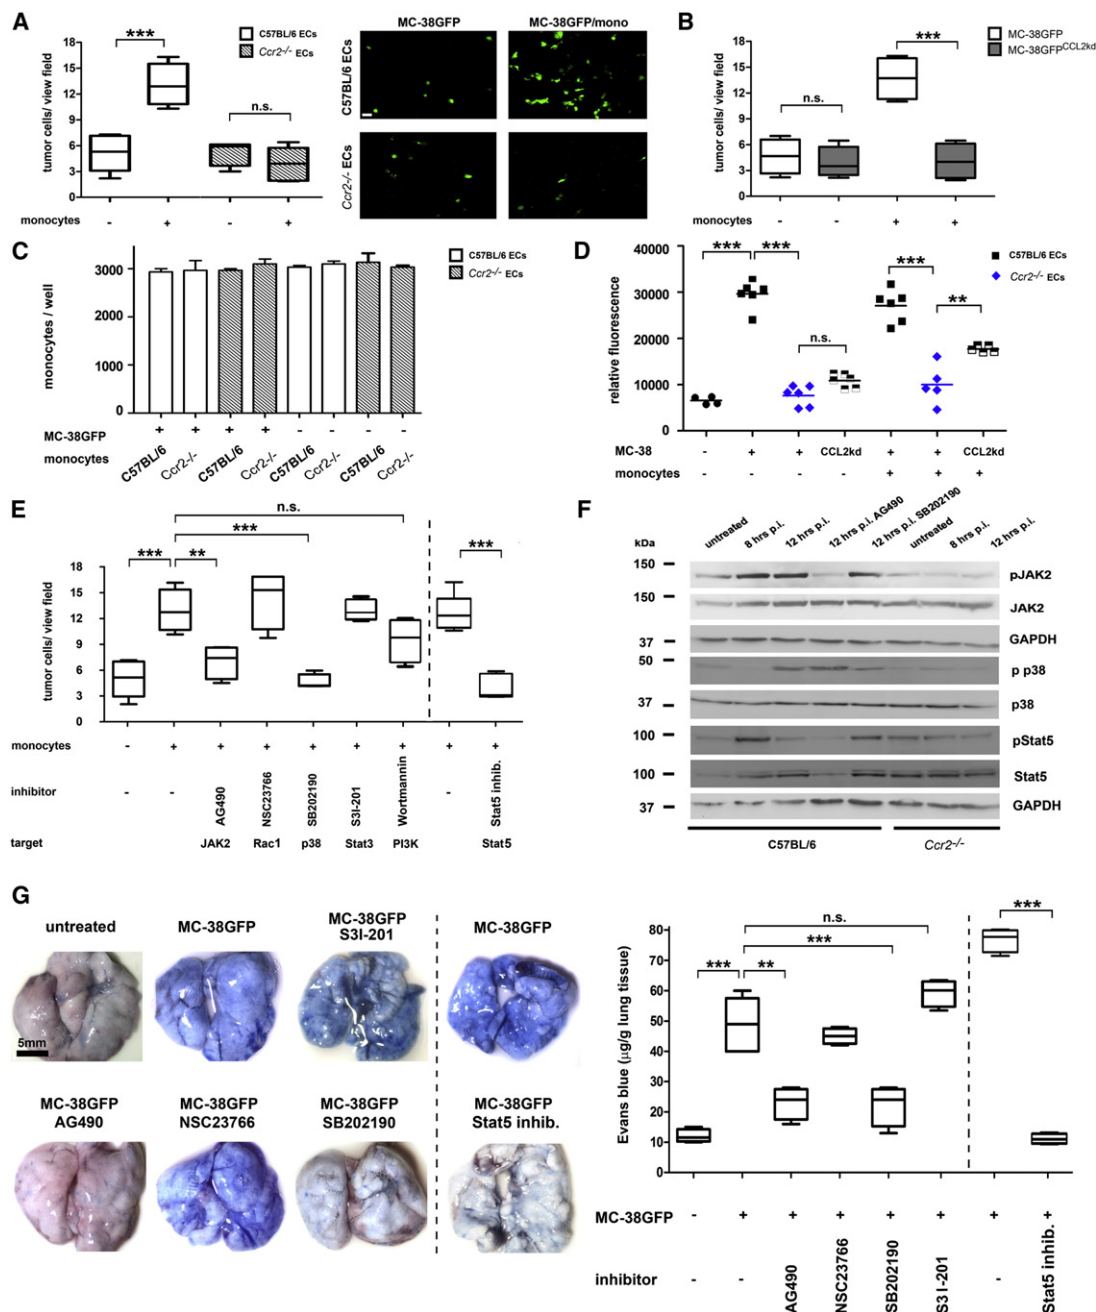 A
tumor cells/ view field
18
15
12
9
6
3
0
***
n.s.
C57BL/6 ECs
Ccr2-/- ECs
monocytes - + - +
MC-38GFP MC-38GFP/mono
C57BL/6 ECs
Ccr2-/- ECs
B
tumor cells/ view field
18
15
12
9
6
3
0
n.s.
***
MC-38GFP
MC-38GFPCCL2kd
monocytes - - + +
C
monocytes / well
3000
2000
1000
0
C57BL/6 ECs
Ccr2-/- ECs
MC-38GFP + + + + - - - -
monocytes C57BL/6 Ccr2-/- C57BL/6 Ccr2-/- C57BL/6 Ccr2-/- C57BL/6 Ccr2-/-
D
relative fluorescence
40000
30000
20000
10000
0
*** *** n.s. *** **
C57BL/6 ECs
Ccr2-/- ECs
MC-38 - + + CCL2kd + + CCL2kd
monocytes + + +
E
tumor cells/ view field
18
15
12
9
6
3
0
n.s.
***
*** ** ***
monocytes - + + + + + + + +
inhibitor - - AG490 NSC23766 SB202190 S3I-201 Wortmannin - Stat5 inhib.
target JAK2 Rac1 p38 Stat3 PI3K Stat5
F
kDa
untreated 8 hrs p.i. 12 hrs p.i. 12 hrs p.i. AG490 12 hrs p.i. SB202190 untreated 8 hrs p.i. 12 hrs p.i.
150 pJAK2
150 JAK2
37 GAPDH
50 p p38
37 p38
100 pStat5
100 Stat5
37 GAPDH
C57BL/6 Ccr2-/-
G
untreated
5mm
MC-38GFP
MC-38GFP
S3I-201
MC-38GFP
MC-38GFP
AG490
MC-38GFP
NSC23766
MC-38GFP
SB202190
MC-38GFP
Stat5 inhib.
Evans blue (µg/g lung tissue)
80
70
60
50
40
30
20
10
0
n.s.
***
*** **
***
MC-38GFP - + + + + + + +
inhibitor - - AG490 NSC23766 SB202190 S3I-201 - Stat5 inhib.